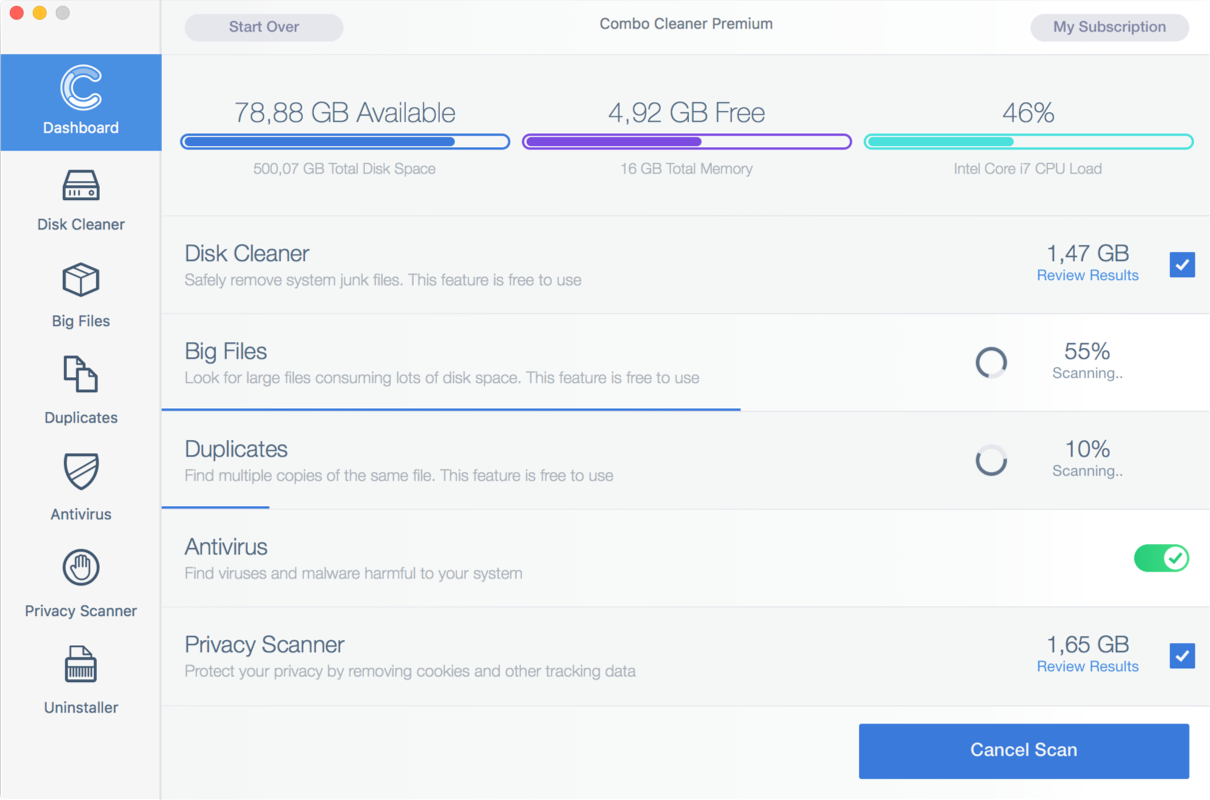 Start Over
Combo Cleaner Premium
My Subscription
Dashboard
Disk Cleaner
Big Files
Duplicates
Antivirus
Privacy Scanner
Uninstaller
78,88 GB Available
500,07 GB Total Disk Space
4,92 GB Free
16 GB Total Memory
46%
Intel Core i7 CPU Load
Disk Cleaner
Safely remove system junk files. This feature is free to use
1,47 GB
Review Results
Big Files
Look for large files consuming lots of disk space. This feature is free to use
55%
Scanning..
Duplicates
Find multiple copies of the same file. This feature is free to use
10%
Scanning..
Antivirus
Find viruses and malware harmful to your system
Privacy Scanner
Protect your privacy by removing cookies and other tracking data
1,65 GB
Review Results
Cancel Scan